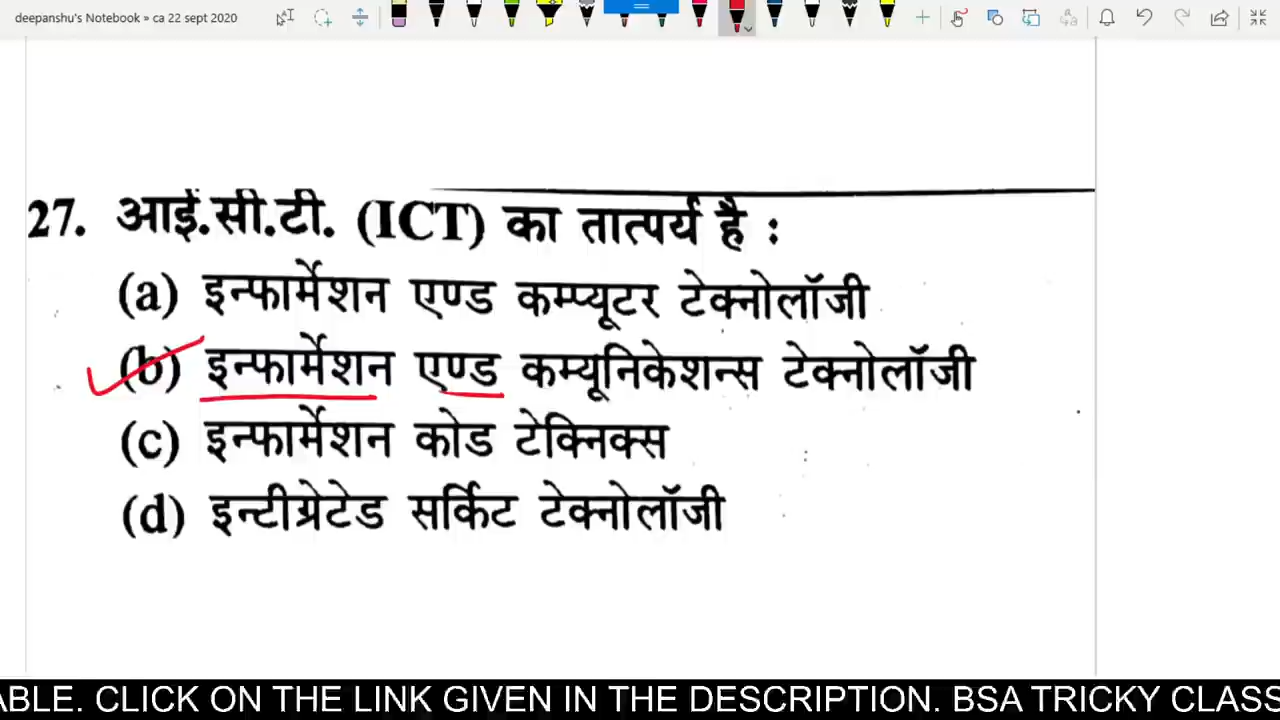 deepanshu's Notebook » ca 22 sept 2020
27. आई.सी.टी. (ICT) का तात्पर्य है :
(a) इन्फार्मेशन एण्ड कम्प्यूटर टेक्नोलॉजी
(b) इन्फार्मेशन एण्ड कम्यूनिकेशन्स टेक्नोलॉजी
(c) इन्फार्मेशन कोड टेक्निक्स
(d) इन्टीग्रेटेड सर्किट टेक्नोलॉजी
ABLE. CLICK ON THE LINK GIVEN IN THE DESCRIPTION. BSA TRICKY CLASS